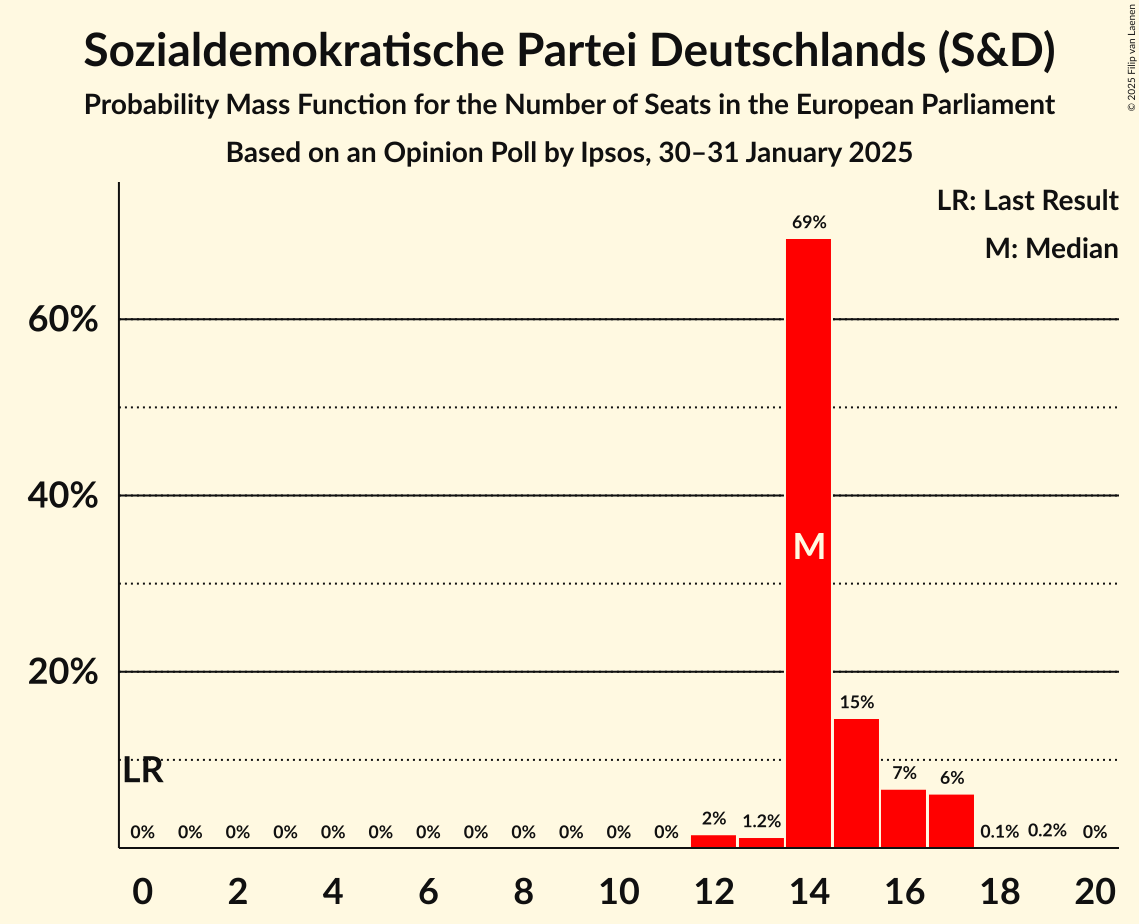 Sozialdemokratische Partei Deutschlands (S&D)
Probability Mass Function for the Number of Seats in the European Parliament
Based on an Opinion Poll by Ipsos, 30–31 January 2025
© 2025 Filip van Laenen
LR: Last Result
M: Median
69%
60%
40%
M
20%
15%
LR
7%
6%
0% 0% 0% 0% 0% 0% 0% 0% 0% 0% 0% 0% 2% 1.2% 0.1% 0.2% 0%
0 2 4 6 8 10 12 14 16 18 20